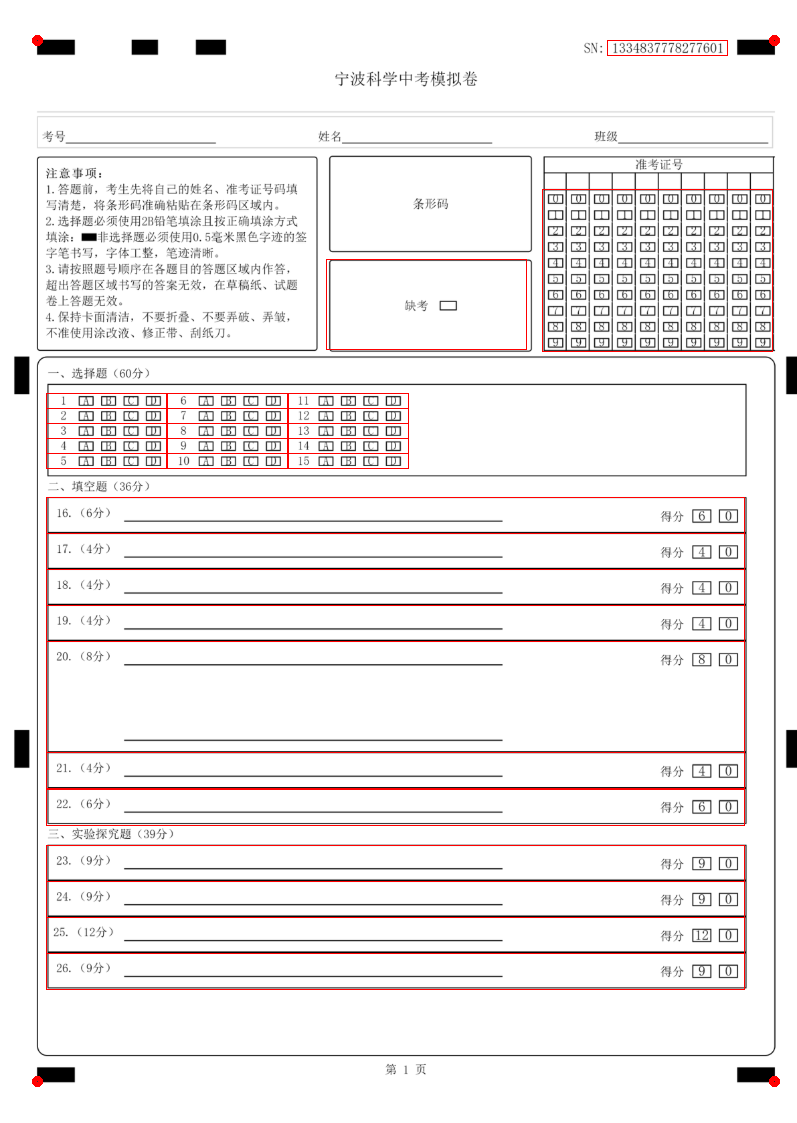 SN: 1334837778277601
宁波科学中考模拟卷
考号 姓名 班级
注意事项:
1.答题前，考生先将自己的姓名、准考证号码填
写清楚，将条形码准确粘贴在条形码区域内。
2.选择题必须使用2B铅笔填涂且按正确填涂方式
填涂: 非选择题必须使用0.5毫米黑色字迹的签
字笔书写，字体工整，笔迹清晰。
3.请按照题号顺序在各题目的答题区域内作答，
超出答题区域书写的答案无效，在草稿纸、试题
卷上答题无效。
4.保持卡面清洁，不要折叠、不要弄破、弄皱，
不准使用涂改液、修正带、刮纸刀。
条形码
缺考
准考证号
0 0 0 0 0 0 0 0 0 0
1 1 1 1 1 1 1 1 1 1
2 2 2 2 2 2 2 2 2 2
3 3 3 3 3 3 3 3 3 3
4 4 4 4 4 4 4 4 4 4
5 5 5 5 5 5 5 5 5 5
6 6 6 6 6 6 6 6 6 6
7 7 7 7 7 7 7 7 7 7
8 8 8 8 8 8 8 8 8 8
9 9 9 9 9 9 9 9 9 9
一、选择题（60分）
1 A B C D 6 A B C D 11 A B C D
2 A B C D 7 A B C D 12 A B C D
3 A B C D 8 A B C D 13 A B C D
4 A B C D 9 A B C D 14 A B C D
5 A B C D 10 A B C D 15 A B C D
二、填空题（36分）
16.（6分） 得分 6 0
17.（4分） 得分 4 0
18.（4分） 得分 4 0
19.（4分） 得分 4 0
20.（8分） 得分 8 0
21.（4分） 得分 4 0
22.（6分） 得分 6 0
三、实验探究题（39分）
23.（9分） 得分 9 0
24.（9分） 得分 9 0
25.（12分） 得分 12 0
26.（9分） 得分 9 0
第 1 页